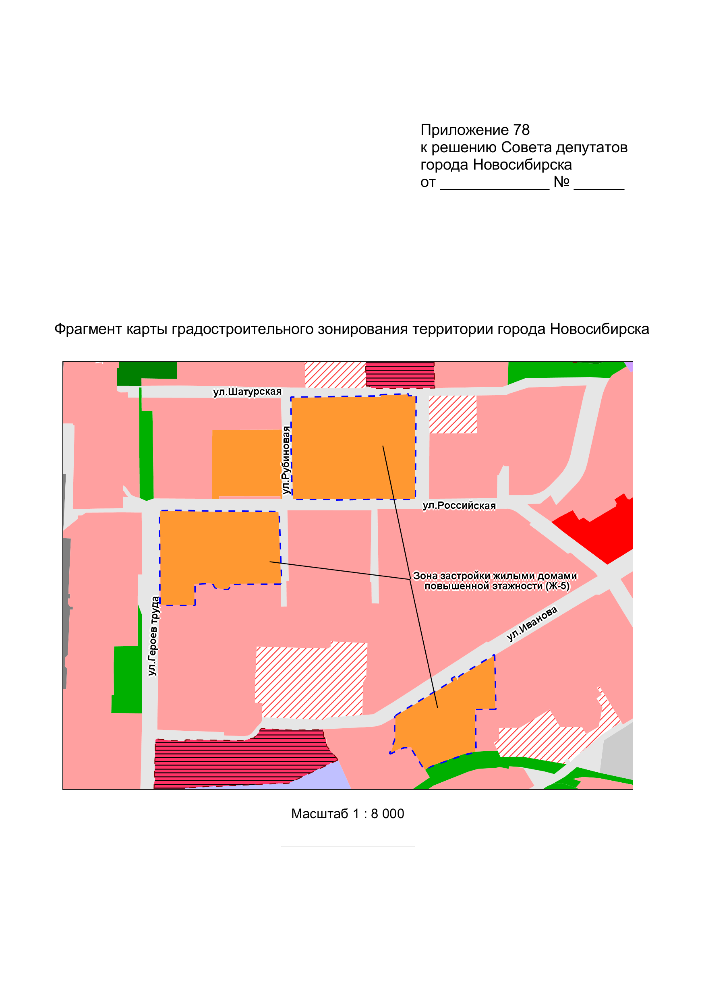 Приложение 78
к решению Совета депутатов
города Новосибирска
от _____________ № ______
Фрагмент карты градостроительного зонирования территории города Новосибирска
ул.Шатурская
ул.Рубиновая
ул.Российская
Зона застройки жилыми домами
повышенной этажности (Ж-5)
ул.Героев труда
ул.Иванова
Масштаб 1 : 8 000